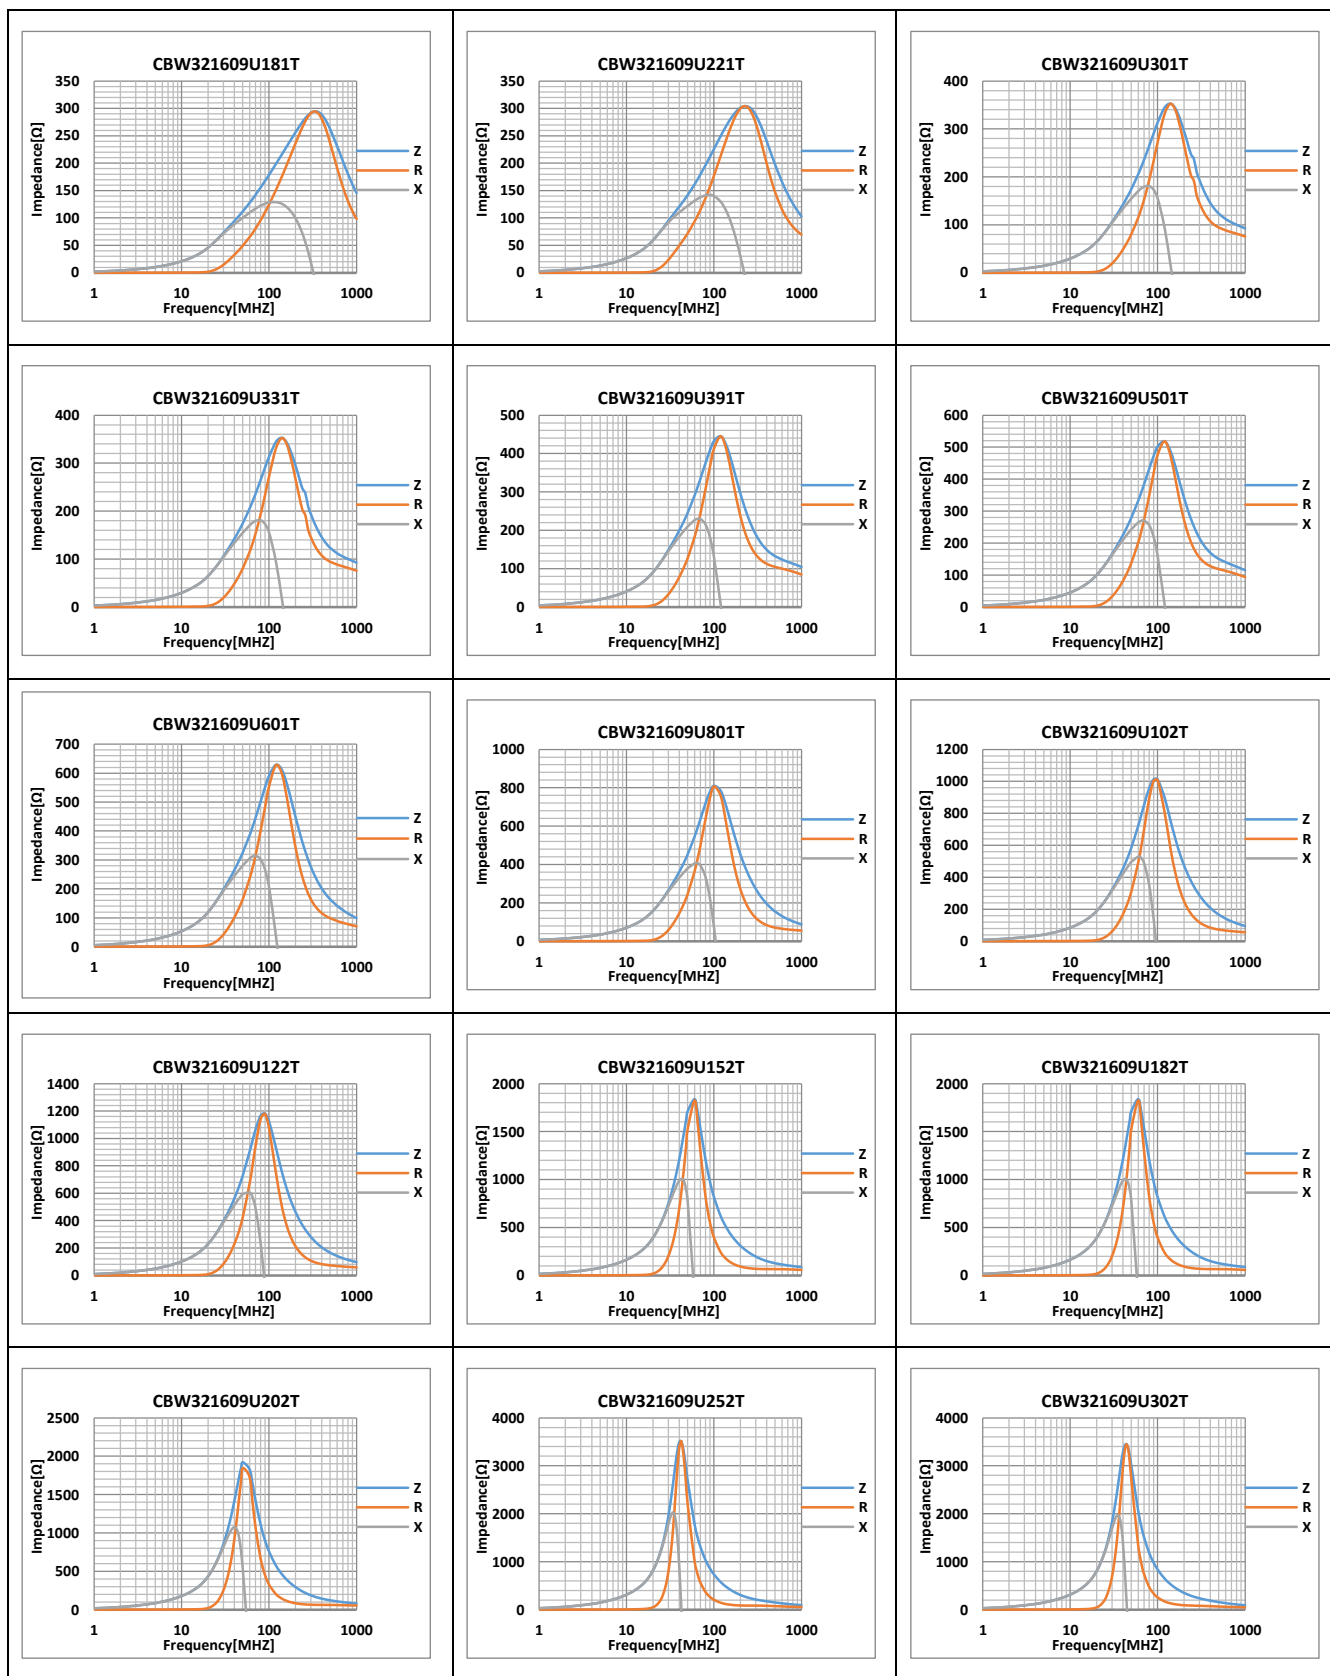 CBW321609U181T
350
300
250
200
150
100
50
0
Impedance[Ω]
Z
R
X
1 10 100 1000
Frequency[MHZ]
CBW321609U221T
350
300
250
200
150
100
50
0
Impedance[Ω]
Z
R
X
1 10 100 1000
Frequency[MHZ]
CBW321609U301T
400
300
200
100
0
Impedance[Ω]
Z
R
X
1 10 100 1000
Frequency[MHZ]
CBW321609U331T
400
300
200
100
0
Impedance[Ω]
Z
R
X
1 10 100 1000
Frequency[MHZ]
CBW321609U391T
500
400
300
200
100
0
Impedance[Ω]
Z
R
X
1 10 100 1000
Frequency[MHZ]
CBW321609U501T
600
500
400
300
200
100
0
Impedance[Ω]
Z
R
X
1 10 100 1000
Frequency[MHZ]
CBW321609U601T
700
600
500
400
300
200
100
0
Impedance[Ω]
Z
R
X
1 10 100 1000
Frequency[MHZ]
CBW321609U801T
1000
800
600
400
200
0
Impedance[Ω]
Z
R
X
1 10 100 1000
Frequency[MHZ]
CBW321609U102T
1200
1000
800
600
400
200
0
Impedance[Ω]
Z
R
X
1 10 100 1000
Frequency[MHZ]
CBW321609U122T
1400
1200
1000
800
600
400
200
0
Impedance[Ω]
Z
R
X
1 10 100 1000
Frequency[MHZ]
CBW321609U152T
2000
1500
1000
500
0
Impedance[Ω]
Z
R
X
1 10 100 1000
Frequency[MHZ]
CBW321609U182T
2000
1500
1000
500
0
Impedance[Ω]
Z
R
X
1 10 100 1000
Frequency[MHZ]
CBW321609U202T
2500
2000
1500
1000
500
0
Impedance[Ω]
Z
R
X
1 10 100 1000
Frequency[MHZ]
CBW321609U252T
4000
3000
2000
1000
0
Impedance[Ω]
Z
R
X
1 10 100 1000
Frequency[MHZ]
CBW321609U302T
4000
3000
2000
1000
0
Impedance[Ω]
Z
R
X
1 10 100 1000
Frequency[MHZ]